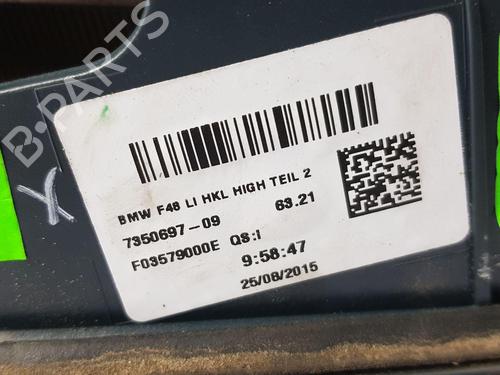 B-PARTS
BMW F48 LI HKL HIGH TEIL 2
7350697-09 63.21
F03579000E QS:I
9:58:47
25/08/2015
X